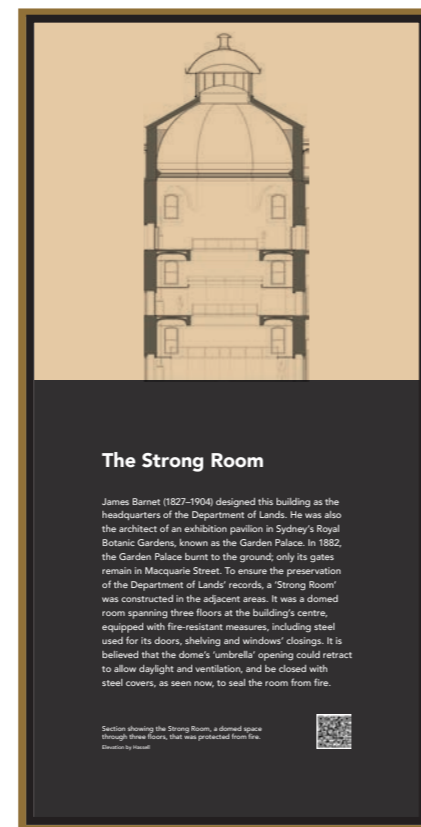 The Strong Room
James Barnet (1827–1904) designed this building as the
headquarters of the Department of Lands. He was also
the architect of an exhibition pavilion in Sydney's Royal
Botanic Gardens, known as the Garden Palace. In 1882,
the Garden Palace burnt to the ground; only its gates
remain in Macquarie Street. To ensure the preservation
of the Department of Lands' records, a 'Strong Room'
was constructed in the adjacent areas. It was a domed
room spanning three floors at the building's centre,
equipped with fire-resistant measures, including steel
used for its doors, shelving and windows' closings. It is
believed that the dome's 'umbrella' opening could retract
to allow daylight and ventilation, and be closed with
steel covers, as seen now, to seal the room from fire.
Section showing the Strong Room, a domed space
through three floors, that was protected from fire.
Elevation by Hassell